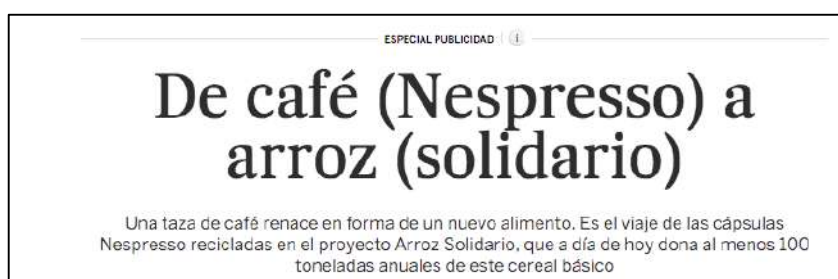 ESPECIAL PUBLICIDAD i
De café (Nespresso) a
arroz (solidario)
Una taza de café renace en forma de un nuevo alimento. Es el viaje de las cápsulas
Nespresso recicladas en el proyecto Arroz Solidario, que a día de hoy dona al menos 100
toneladas anuales de este cereal básico